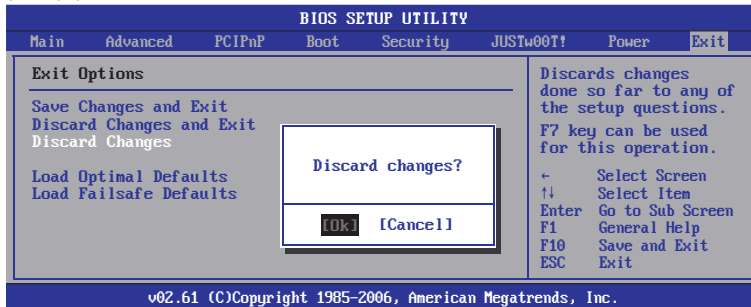 BIOS SETUP UTILITY
Main Advanced PCIPnP Boot Security JUSTw00T! Power Exit
Exit Options
Save Changes and Exit
Discard Changes and Exit
Discard Changes
Load Optimal Defaults
Load Failsafe Defaults
Discard changes?
[Ok] [Cancel]
Discards changes
done so far to any of
the setup questions.
F7 key can be used
for this operation.
← Select Screen
↑↓ Select Item
Enter Go to Sub Screen
F1 General Help
F10 Save and Exit
ESC Exit
v02.61 (C)Copyright 1985-2006, American Megatrends, Inc.